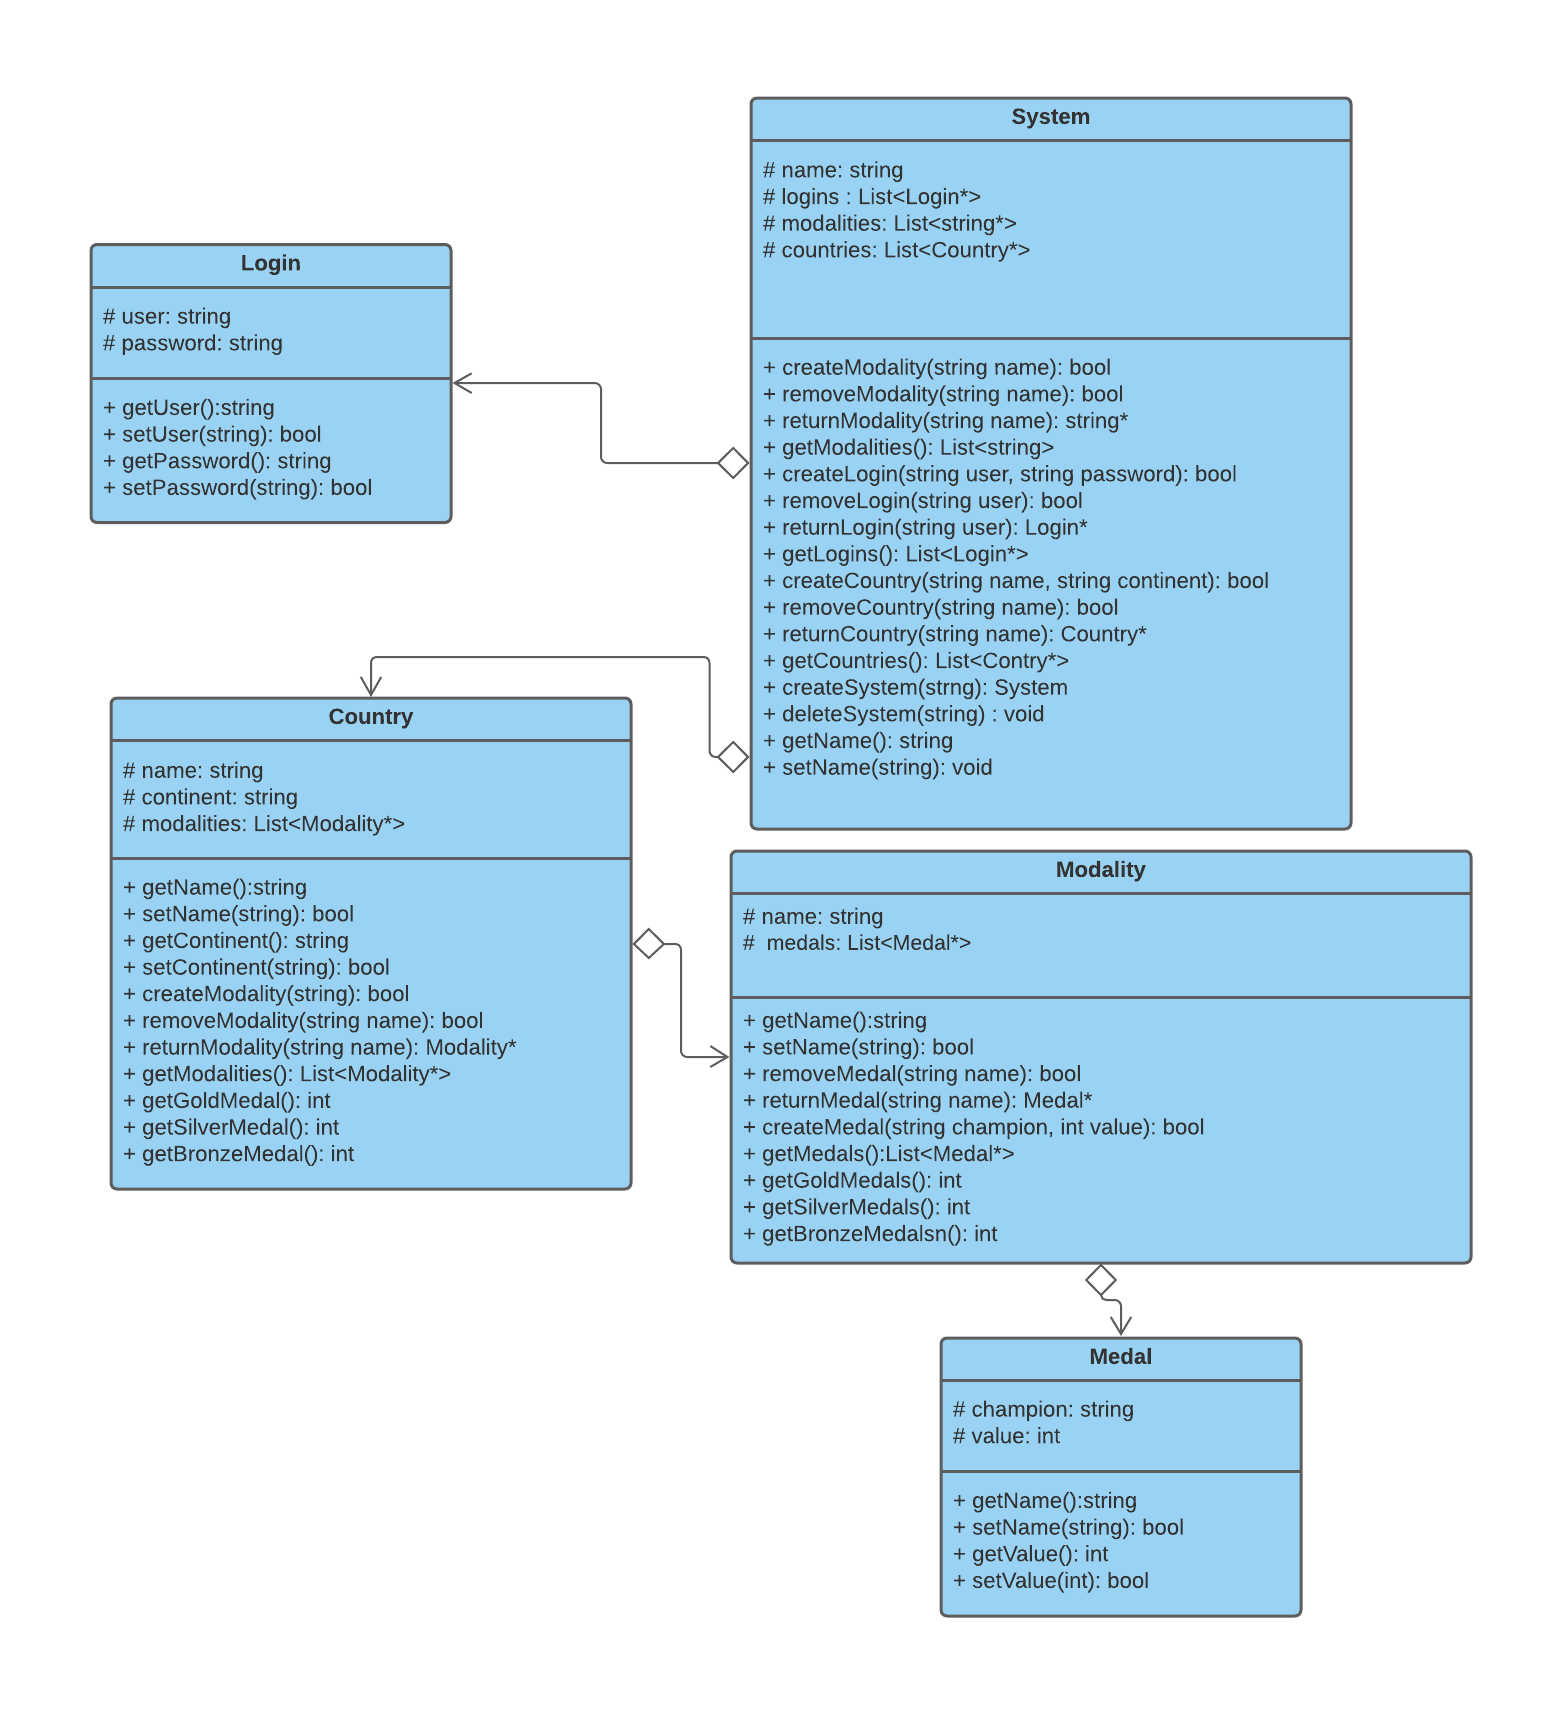 System
# name: string
# logins : List<Login*>
# modalities: List<string*>
# countries: List<Country*>
+ createModality(string name): bool
+ removeModality(string name): bool
+ returnModality(string name): string*
+ getModalities(): List<string>
+ createLogin(string user, string password): bool
+ removeLogin(string user): bool
+ returnLogin(string user): Login*
+ getLogins(): List<Login*>
+ createCountry(string name, string continent): bool
+ removeCountry(string name): bool
+ returnCountry(string name): Country*
+ getCountries(): List<Contry*>
+ createSystem(strng): System
+ deleteSystem(string) : void
+ getName(): string
+ setName(string): void
Login
# user: string
# password: string
+ getUser():string
+ setUser(string): bool
+ getPassword(): string
+ setPassword(string): bool
Country
# name: string
# continent: string
# modalities: List<Modality*>
+ getName():string
+ setName(string): bool
+ getContinent(): string
+ setContinent(string): bool
+ createModality(string): bool
+ removeModality(string name): bool
+ returnModality(string name): Modality*
+ getModalities(): List<Modality*>
+ getGoldMedal(): int
+ getSilverMedal(): int
+ getBronzeMedal(): int
Modality
# name: string
#  medals: List<Medal*>
+ getName():string
+ setName(string): bool
+ removeMedal(string name): bool
+ returnMedal(string name): Medal*
+ createMedal(string champion, int value): bool
+ getMedals():List<Medal*>
+ getGoldMedals(): int
+ getSilverMedals(): int
+ getBronzeMedalsn(): int
Medal
# champion: string
# value: int
+ getName():string
+ setName(string): bool
+ getValue(): int
+ setValue(int): bool